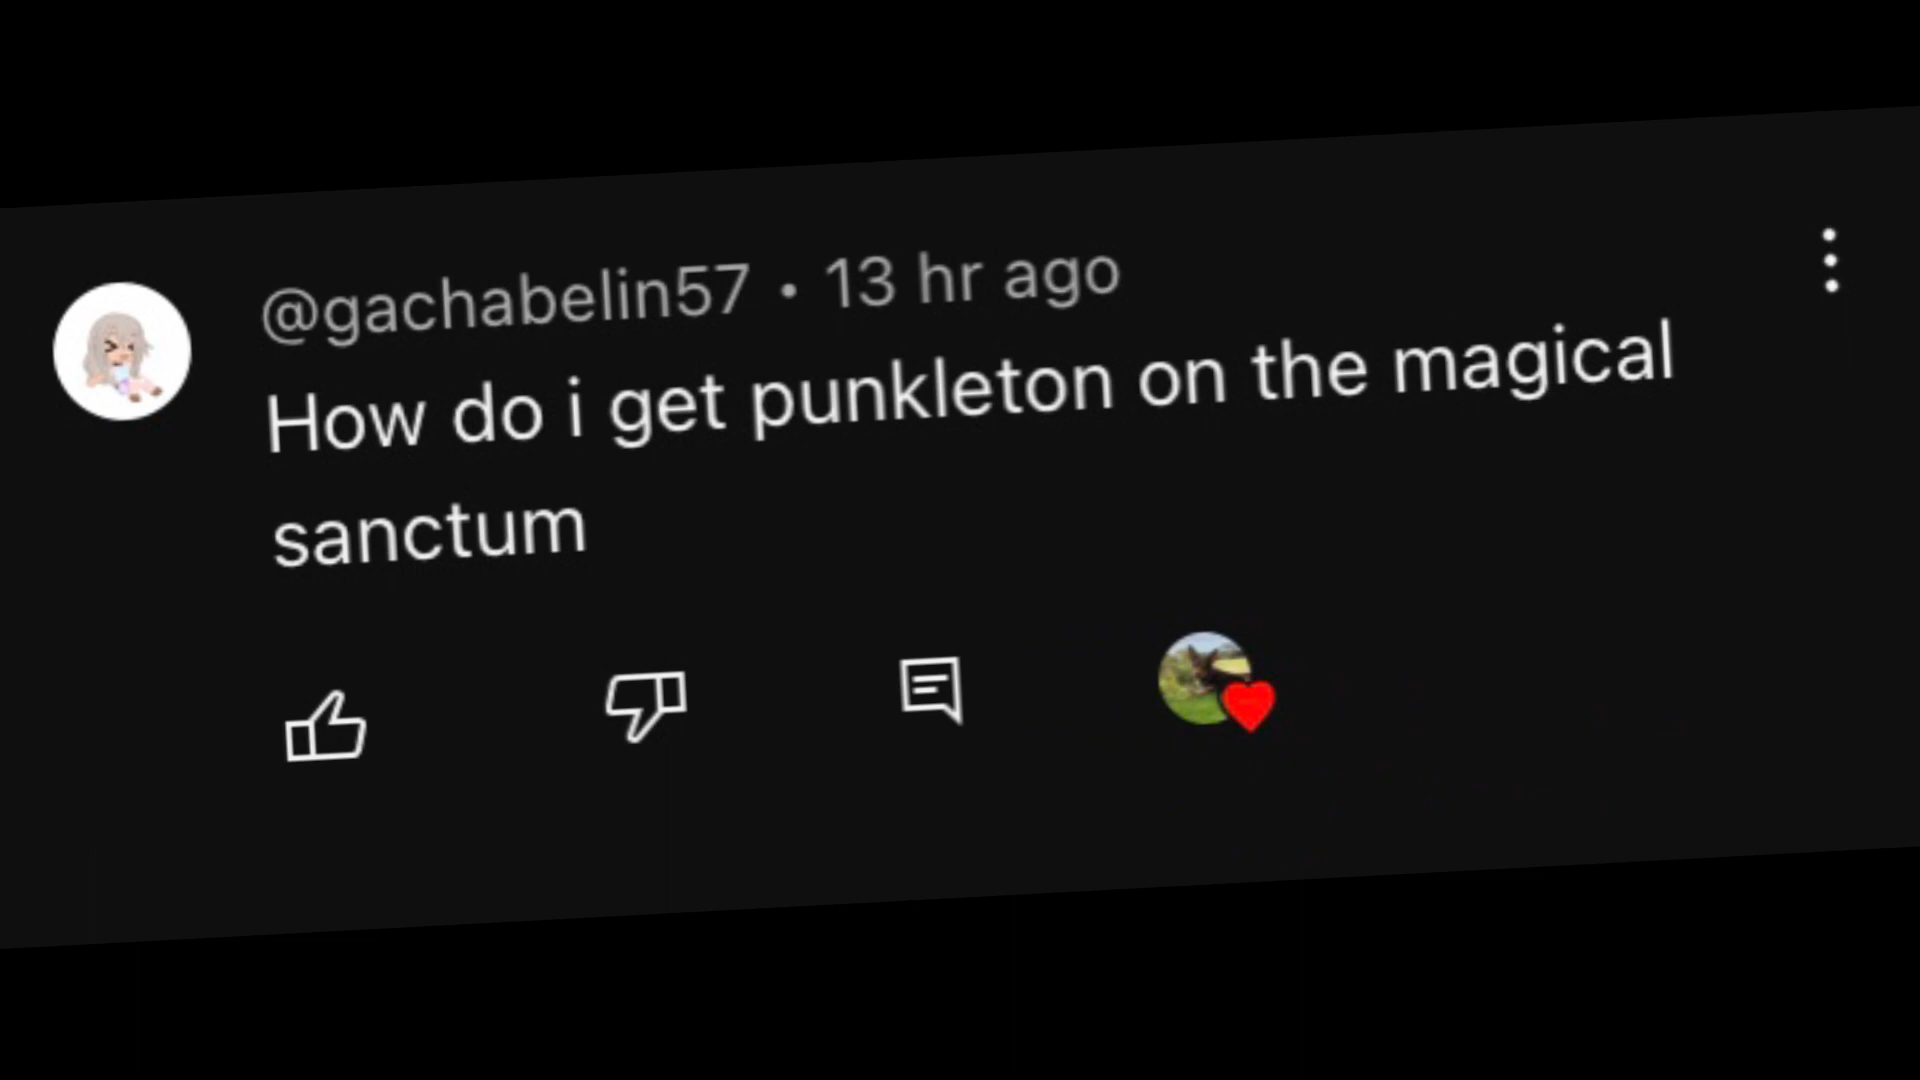 @gachabelin57 • 13 hr ago
How do i get punkleton on the magical
sanctum